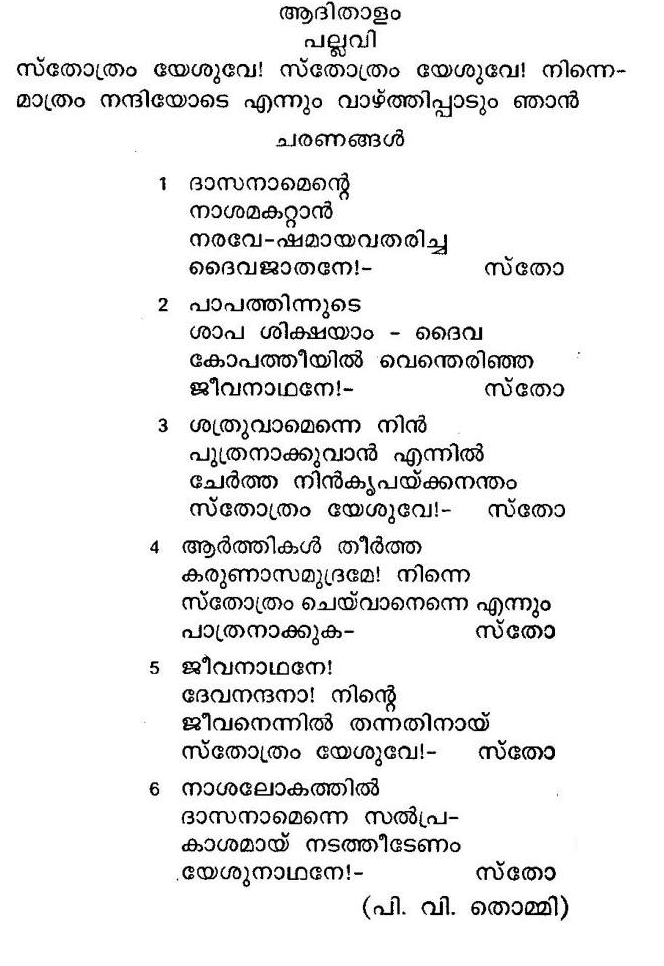 ആദിതാളം
പല്ലവി
സ്തോത്രം യേശുവേ! സ്തോത്രം യേശുവേ! നിന്നെ-
മാത്രം നന്ദിയോടെ എന്നും വാഴ്ത്തിപ്പാടും ഞാൻ
ചരണങ്ങൾ
1 ദാസനാമെന്റെ
നാശമകറ്റാൻ
നരവേ-ഷമായവതരിച്ച
ദൈവജാതനേ!- സ്തോ
2 പാപത്തിന്നുടെ
ശാപ ശിക്ഷയാം - ദൈവ
കോപത്തീയിൽ വെന്തെരിഞ്ഞ
ജീവനാഥനേ!- സ്തോ
3 ശത്രുവാമെന്നെ നിൻ
പുത്രനാക്കുവാൻ എന്നിൽ
ചേർത്ത നിൻകൃപയ്ക്കനന്തം
സ്തോത്രം യേശുവേ!- സ്തോ
4 ആർത്തികൾ തീർത്ത
കരുണാസമുദ്രമേ! നിന്നെ
സ്തോത്രം ചെയ്‌വാനെന്നെ എന്നും
പാത്രനാക്കുക- സ്തോ
5 ജീവനാഥനേ!
ദേവനന്ദനാ! നിന്റെ
ജീവനെന്നിൽ തന്നതിനായ്
സ്തോത്രം യേശുവേ!- സ്തോ
6 നാശലോകത്തിൽ
ദാസനാമെന്നെ സൽപ്ര-
കാശമായ് നടത്തീടേണം
യേശുനാഥനേ!- സ്തോ
(പി. വി. തൊമ്മി)